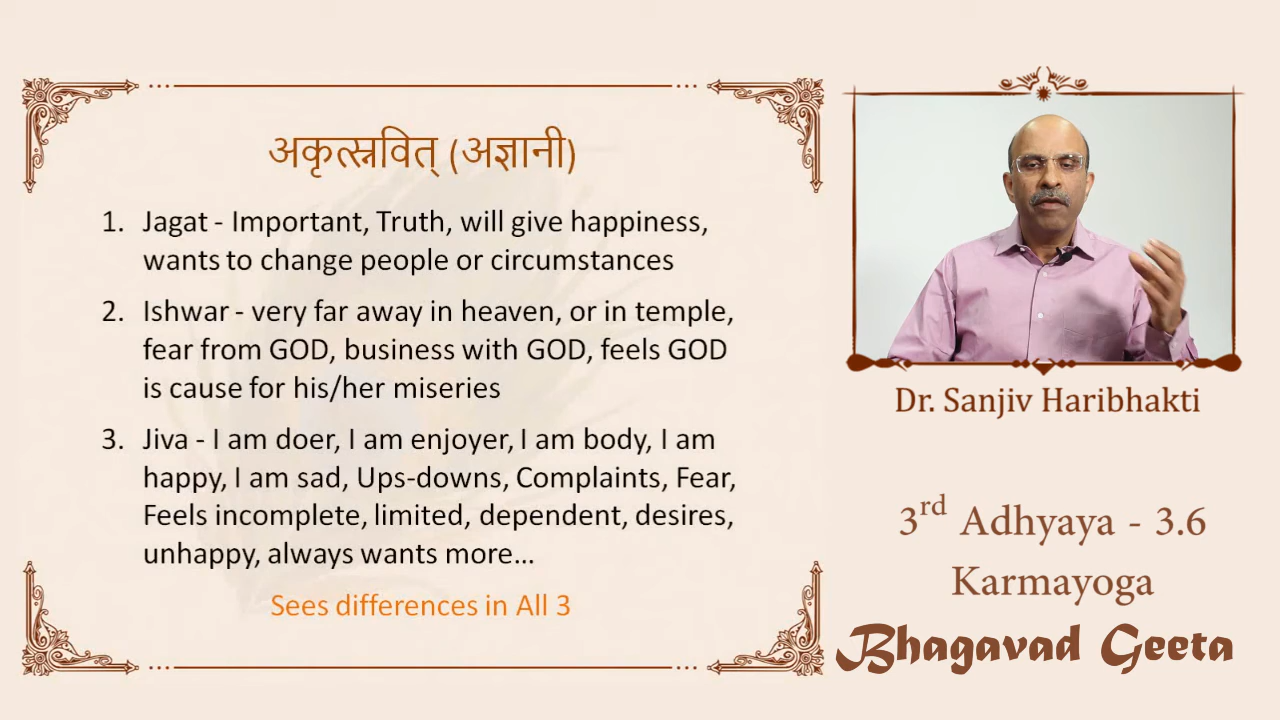 अकृत्स्नवित् (अज्ञानी)
1. Jagat - Important, Truth, will give happiness,
wants to change people or circumstances
2. Ishwar - very far away in heaven, or in temple,
fear from GOD, business with GOD, feels GOD
is cause for his/her miseries
3. Jiva - I am doer, I am enjoyer, I am body, I am
happy, I am sad, Ups-downs, Complaints, Fear,
Feels incomplete, limited, dependent, desires,
unhappy, always wants more...
Sees differences in All 3
Dr. Sanjiv Haribhakti
3rd Adhyaya - 3.6
Karmayoga
Bhagavad Geeta